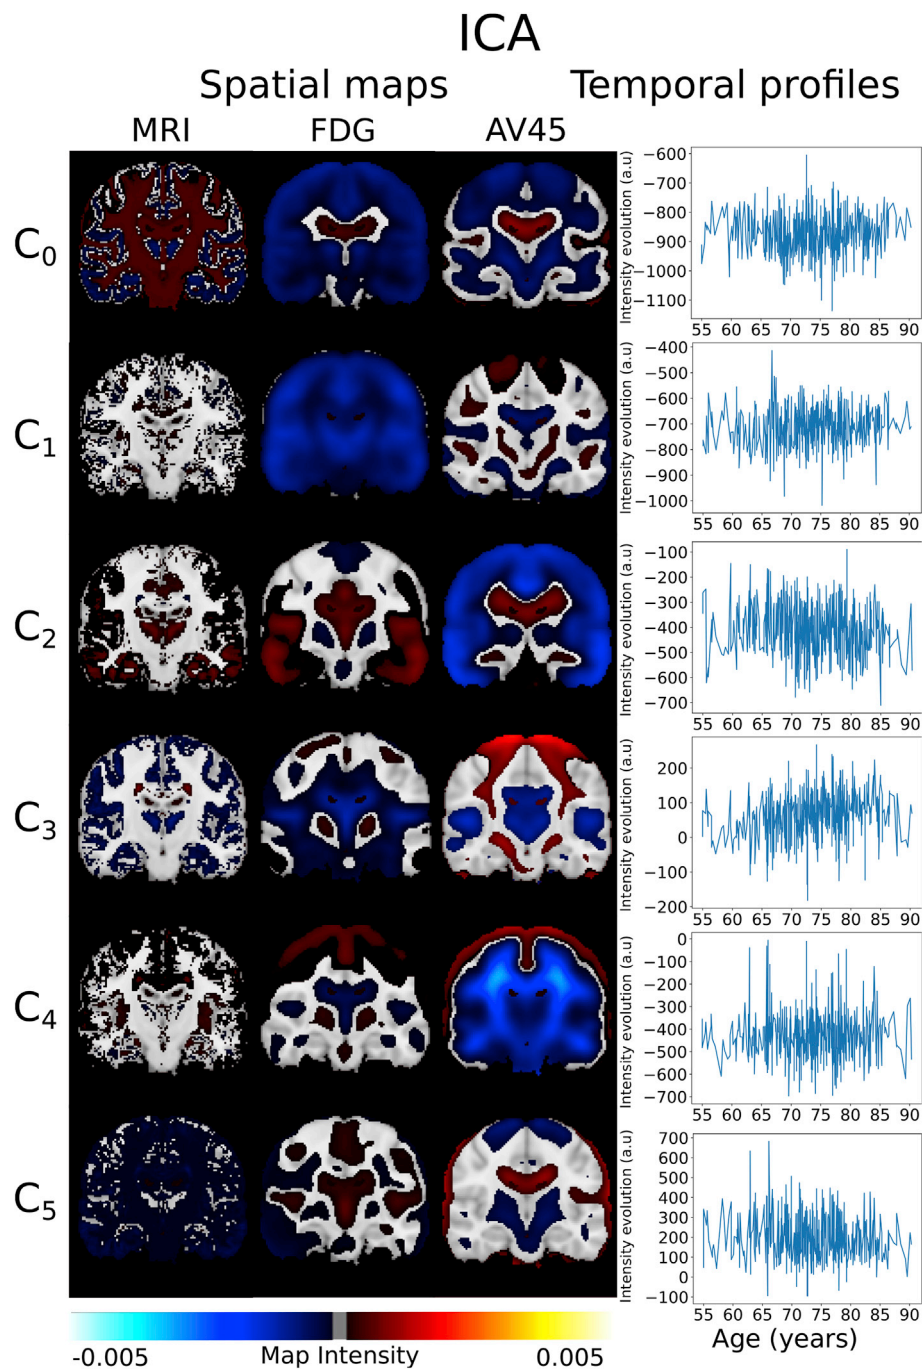 ICA
Spatial maps Temporal profiles
MRI FDG AV45
C0
Intensity evolution (a.u)
−600
−700
−800
−900
−1000
−1100
55 60 65 70 75 80 85 90
C1
Intensity evolution (a.u)
−400
−500
−600
−700
−800
−900
−1000
55 60 65 70 75 80 85 90
C2
Intensity evolution (a.u)
−100
−200
−300
−400
−500
−600
−700
55 60 65 70 75 80 85 90
C3
Intensity evolution (a.u)
200
100
0
−100
−200
55 60 65 70 75 80 85 90
C4
Intensity evolution (a.u)
0
−100
−200
−300
−400
−500
−600
−700
55 60 65 70 75 80 85 90
C5
Intensity evolution (a.u)
700
600
500
400
300
200
100
0
−100
55 60 65 70 75 80 85 90
Age (years)
-0.005 Map Intensity 0.005